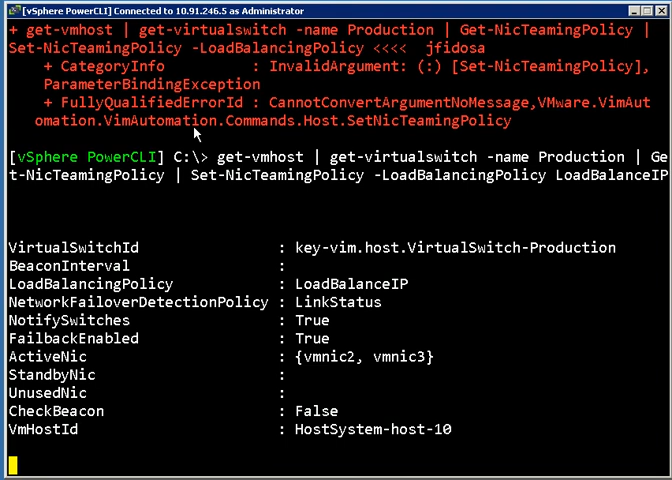 [vSphere PowerCLI] Connected to 10.91.246.5 as Administrator
+ get-vmhost | get-virtualswitch -name Production | Get-NicTeamingPolicy |
Set-NicTeamingPolicy -LoadBalancingPolicy <<<<  jfidosa
    + CategoryInfo          : InvalidArgument: (:) [Set-NicTeamingPolicy],
    ParameterBindingException
    + FullyQualifiedErrorId : CannotConvertArgumentNoMessage,VMware.VimAut
   omation.VimAutomation.Commands.Host.SetNicTeamingPolicy
[vSphere PowerCLI] C:\> get-vmhost | get-virtualswitch -name Production | Ge
t-NicTeamingPolicy | Set-NicTeamingPolicy -LoadBalancingPolicy LoadBalanceIP
VirtualSwitchId                : key-vim.host.VirtualSwitch-Production
BeaconInterval                 :
LoadBalancingPolicy            : LoadBalanceIP
NetworkFailoverDetectionPolicy : LinkStatus
NotifySwitches                 : True
FailbackEnabled                : True
ActiveNic                      : {vmnic2, vmnic3}
StandbyNic                     :
UnusedNic                      :
CheckBeacon                    : False
VmHostId                       : HostSystem-host-10